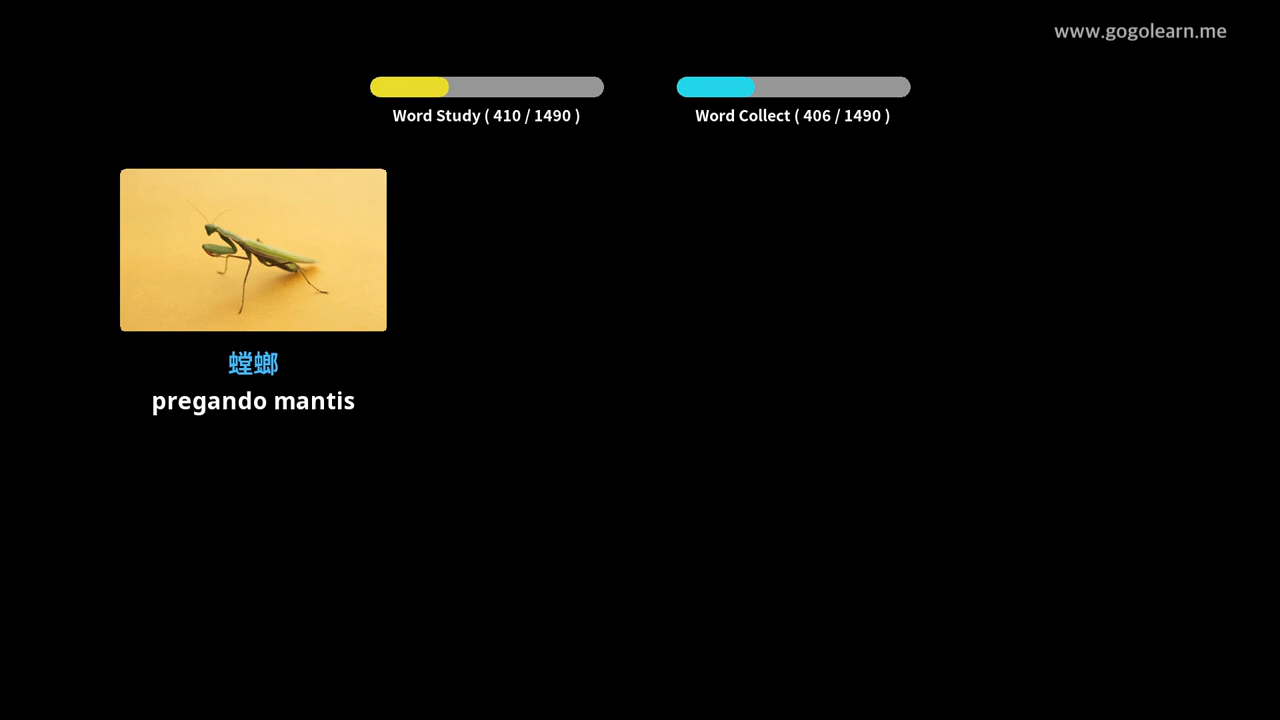 www.gogolearn.me
Word Study ( 410 / 1490 )
Word Collect ( 406 / 1490 )
螳螂
pregando mantis